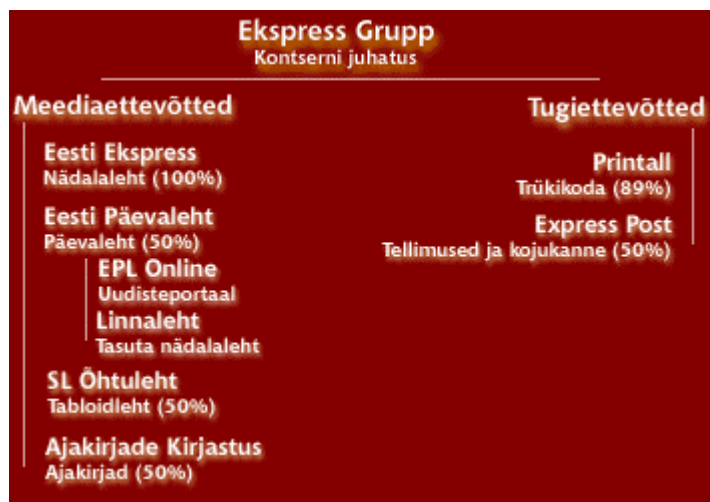 Ekspress Grupp
Kontserni juhatus
Meediaettevõtted
Eesti Ekspress
Nädalaleht (100%)
Eesti Päevaleht
Päevaleht (50%)
EPL Online
Uudisteportaal
Linnaleht
Tasuta nädalaleht
SL Õhtuleht
Tabloidleht (50%)
Ajakirjade Kirjastus
Ajakirjad (50%)
Tugiettevõtted
Printall
Trükikoda (89%)
Express Post
Tellimused ja kojukanne (50%)